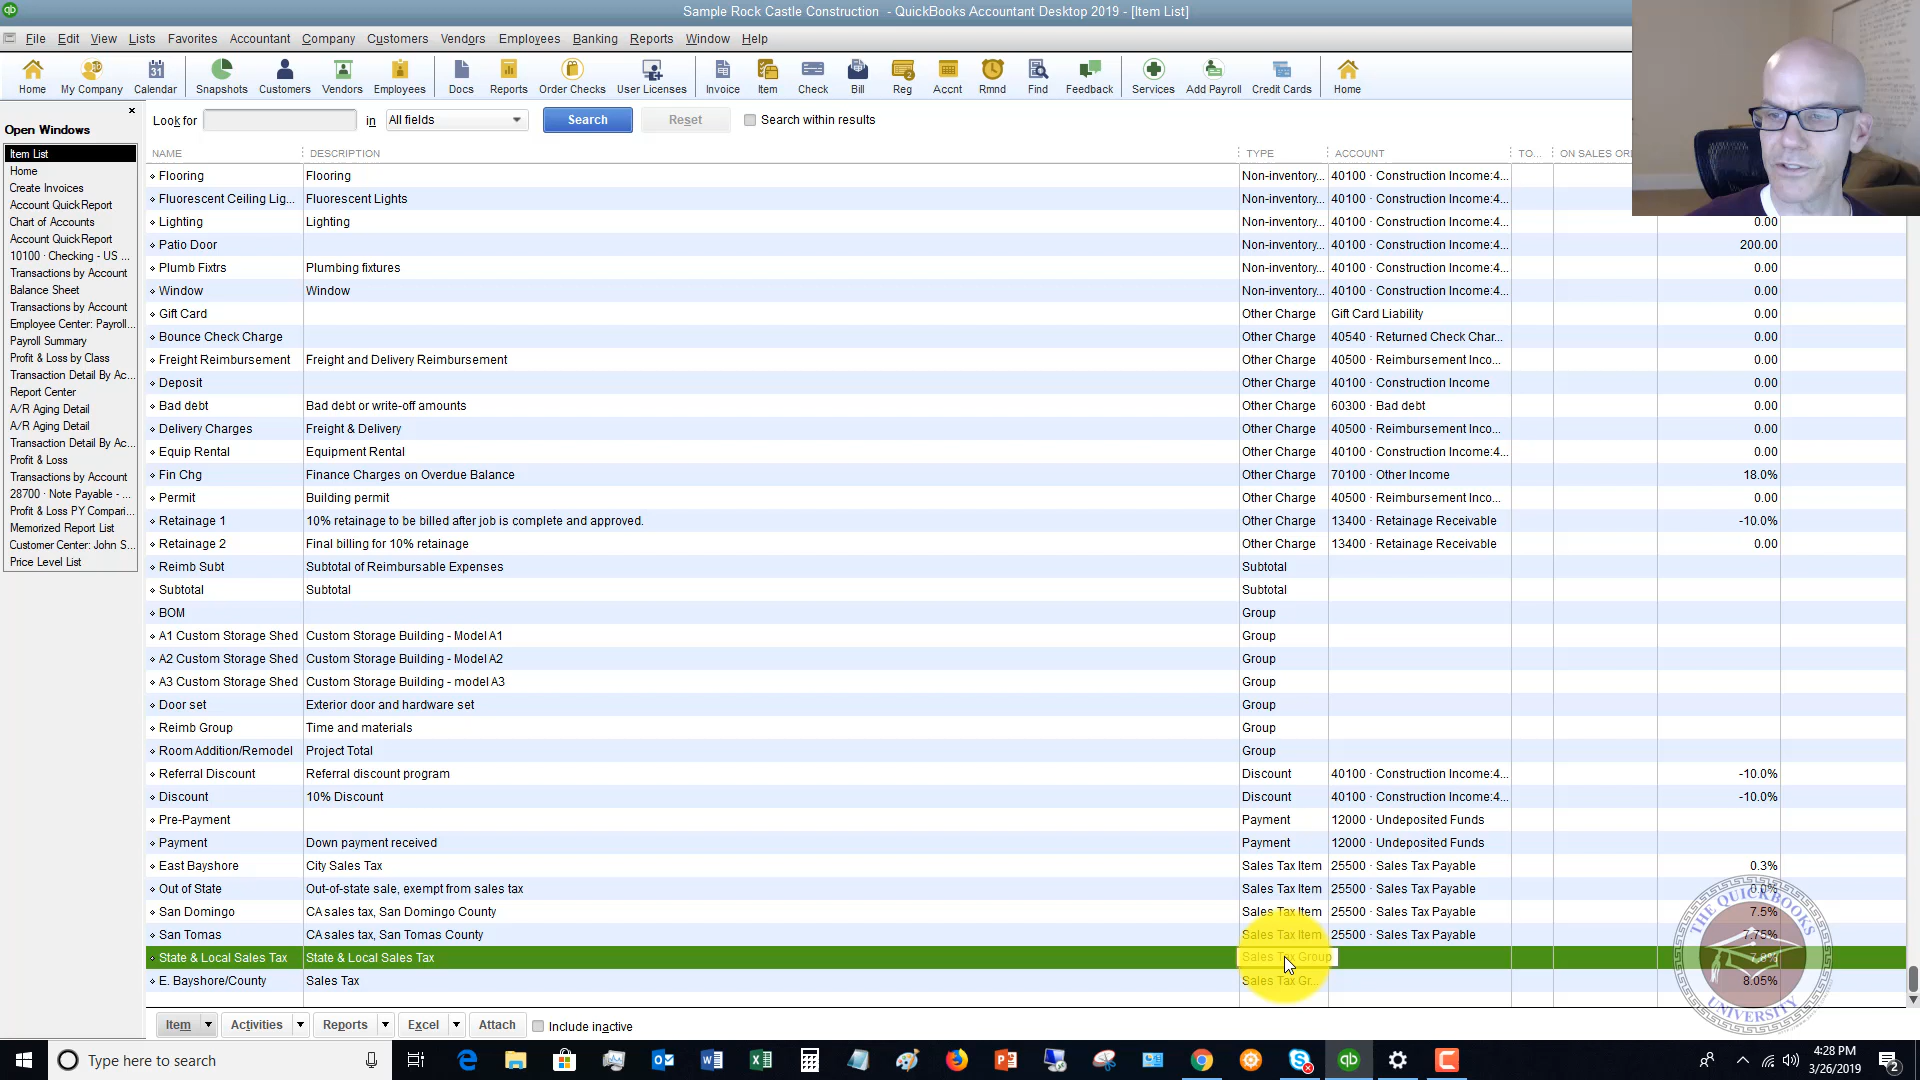 Sample Rock Castle Construction - QuickBooks Accountant Desktop 2019 - [Item List]
File Edit View Lists Favorites Accountant Company Customers Vendors Employees Banking Reports Window Help
Home My Company Calendar Snapshots Customers Vendors Employees Docs Reports Order Checks User Licenses Invoice Item Check Bill Reg Accnt Rmnd Find Feedback Services Add Payroll Credit Cards Home
Look for in All fields Search Reset Search within results
Open Windows
Item List
Home
Create Invoices
Account QuickReport
Chart of Accounts
Account QuickReport
10100 · Checking - US ...
Transactions by Account
Balance Sheet
Transactions by Account
Employee Center: Payroll...
Payroll Summary
Profit & Loss by Class
Transaction Detail By Ac...
Report Center
A/R Aging Detail
A/R Aging Detail
Transaction Detail By Ac...
Profit & Loss
Transactions by Account
28700 · Note Payable - ...
Profit & Loss PY Compari...
Memorized Report List
Customer Center: John S...
Price Level List
NAME DESCRIPTION TYPE ACCOUNT TO... ON SALES OR
Flooring Flooring Non-inventory... 40100 · Construction Income:4...
Fluorescent Ceiling Lig... Fluorescent Lights Non-inventory... 40100 · Construction Income:4...
Lighting Lighting Non-inventory... 40100 · Construction Income:4... 0.00
Patio Door Non-inventory... 40100 · Construction Income:4... 200.00
Plumb Fixtrs Plumbing fixtures Non-inventory... 40100 · Construction Income:4... 0.00
Window Window Non-inventory... 40100 · Construction Income:4... 0.00
Gift Card Other Charge Gift Card Liability 0.00
Bounce Check Charge Other Charge 40540 · Returned Check Char... 0.00
Freight Reimbursement Freight and Delivery Reimbursement Other Charge 40500 · Reimbursement Inco... 0.00
Deposit Other Charge 40100 · Construction Income 0.00
Bad debt Bad debt or write-off amounts Other Charge 60300 · Bad debt 0.00
Delivery Charges Freight & Delivery Other Charge 40500 · Reimbursement Inco... 0.00
Equip Rental Equipment Rental Other Charge 40100 · Construction Income:4... 0.00
Fin Chg Finance Charges on Overdue Balance Other Charge 70100 · Other Income 18.0%
Permit Building permit Other Charge 40500 · Reimbursement Inco... 0.00
Retainage 1 10% retainage to be billed after job is complete and approved. Other Charge 13400 · Retainage Receivable -10.0%
Retainage 2 Final billing for 10% retainage Other Charge 13400 · Retainage Receivable 0.00
Reimb Subt Subtotal of Reimbursable Expenses Subtotal
Subtotal Subtotal Subtotal
BOM Group
A1 Custom Storage Shed Custom Storage Building - Model A1 Group
A2 Custom Storage Shed Custom Storage Building - Model A2 Group
A3 Custom Storage Shed Custom Storage Building - model A3 Group
Door set Exterior door and hardware set Group
Reimb Group Time and materials Group
Room Addition/Remodel Project Total Group
Referral Discount Referral discount program Discount 40100 · Construction Income:4... -10.0%
Discount 10% Discount Discount 40100 · Construction Income:4... -10.0%
Pre-Payment Payment 12000 · Undeposited Funds
Payment Down payment received Payment 12000 · Undeposited Funds
East Bayshore City Sales Tax Sales Tax Item 25500 · Sales Tax Payable 0.3%
Out of State Out-of-state sale, exempt from sales tax Sales Tax Item 25500 · Sales Tax Payable 0.0%
San Domingo CA sales tax, San Domingo County Sales Tax Item 25500 · Sales Tax Payable 7.5%
San Tomas CA sales tax, San Tomas County Sales Tax Item 25500 · Sales Tax Payable 7.75%
State & Local Sales Tax State & Local Sales Tax Sales Tax Group
E. Bayshore/County Sales Tax Sales Tax Gr... 8.05%
THE QUICKBOOKS UNIVERSITY
Item Activities Reports Excel Attach Include inactive
Type here to search
4:28 PM
3/26/2019
2